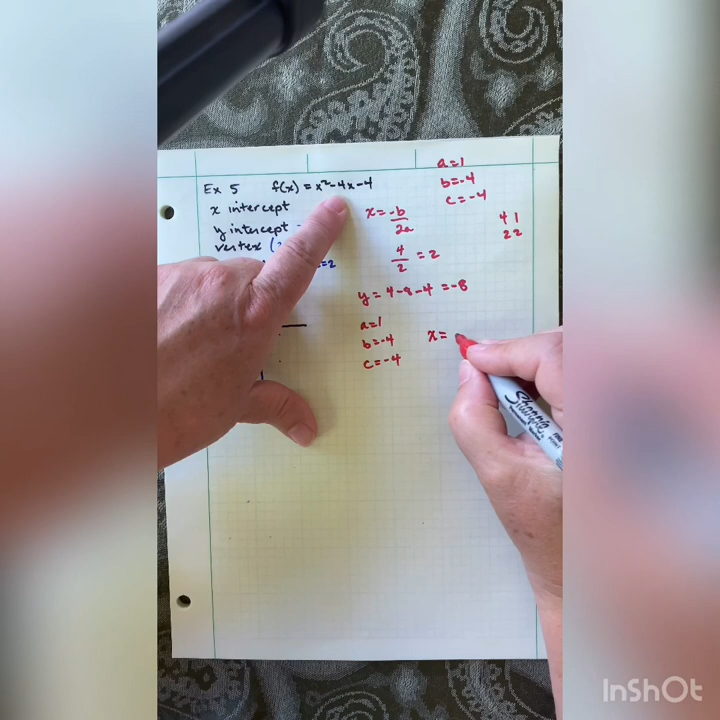 Ex 5 f(x) = x²-4x-4
x intercept
y intercept
vertex (
=2
a=1
b=-4
c=-4
x=-b/2a
4 1
2 2
4/2 = 2
y = 4-8-4 = -8
a=1
b=-4
c=-4
x=
Sharpie
InShOt